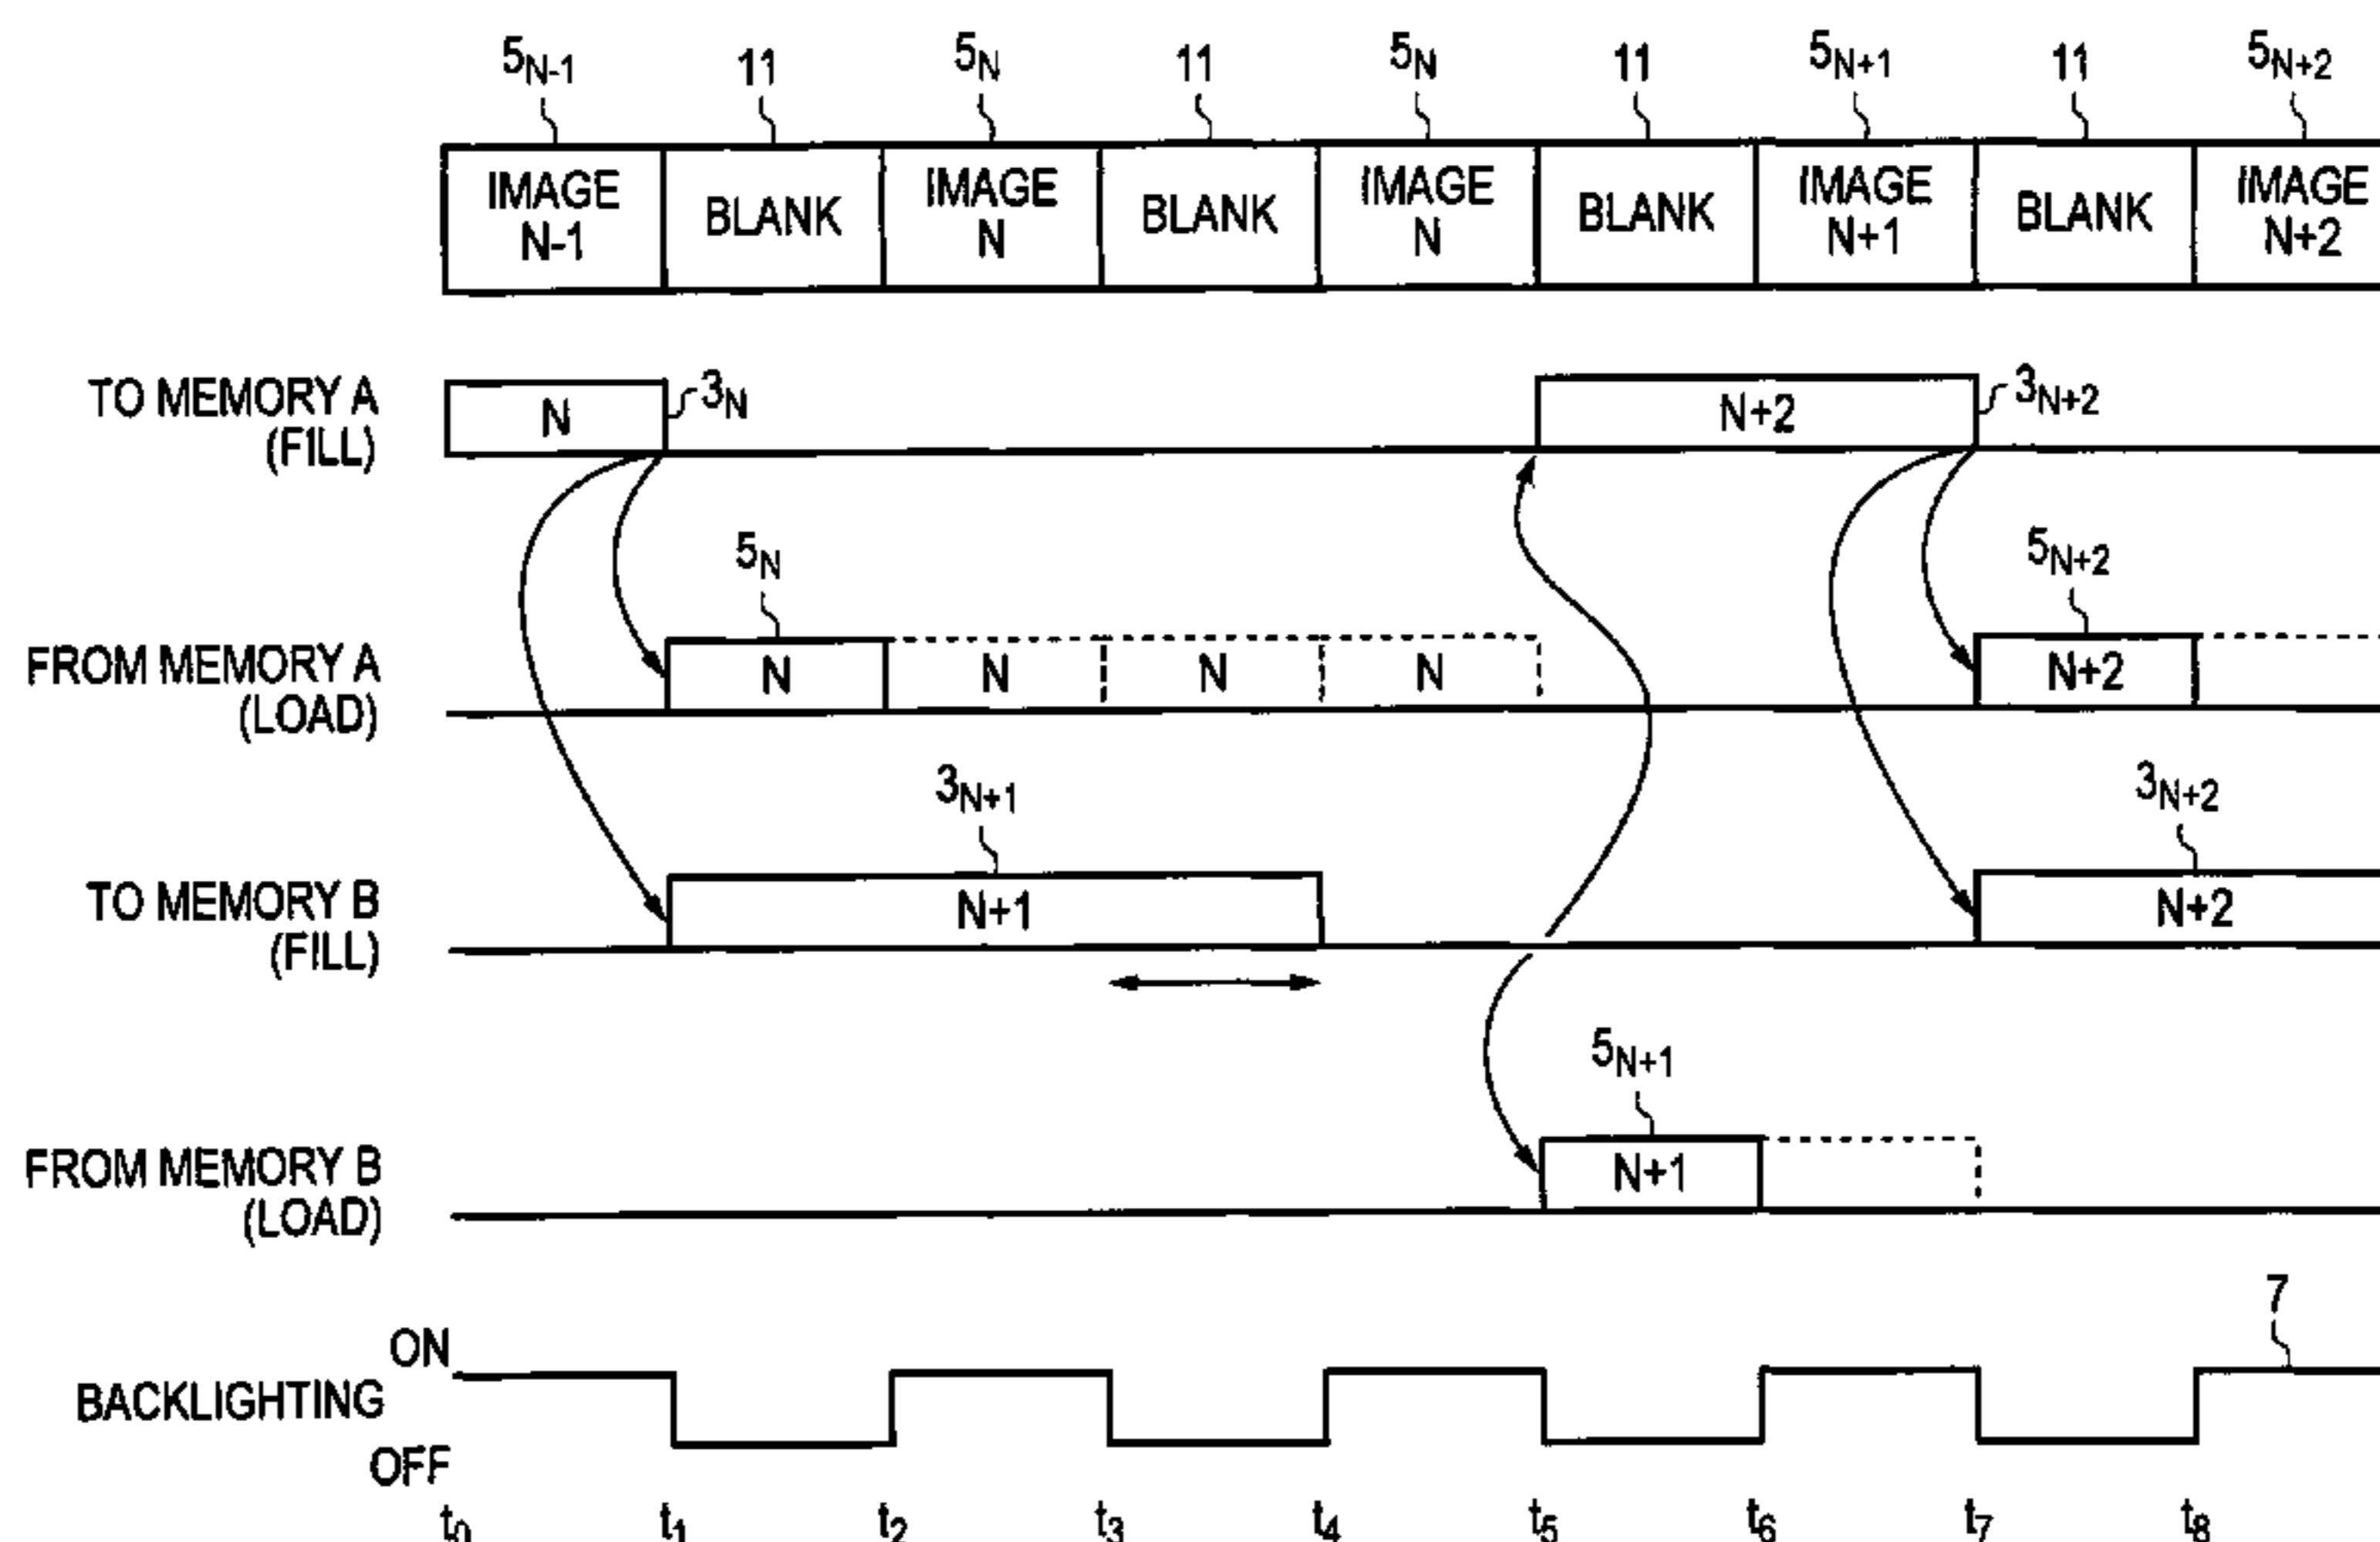 5N-1 11 5N 11 5N 11 5N+1 11 5N+2
IMAGE N-1 BLANK IMAGE N BLANK IMAGE N BLANK IMAGE N+1 BLANK IMAGE N+2
TO MEMORY A
(FILL)
N 3N N+2 3N+2
5N 5N+2
FROM MEMORY A
(LOAD)
N N N N N+2
3N+1 3N+2
TO MEMORY B
(FILL)
N+1 N+2
5N+1
FROM MEMORY B
(LOAD)
N+1
7
ON
BACKLIGHTING
OFF
t0 t1 t2 t3 t4 t5 t6 t7 t8